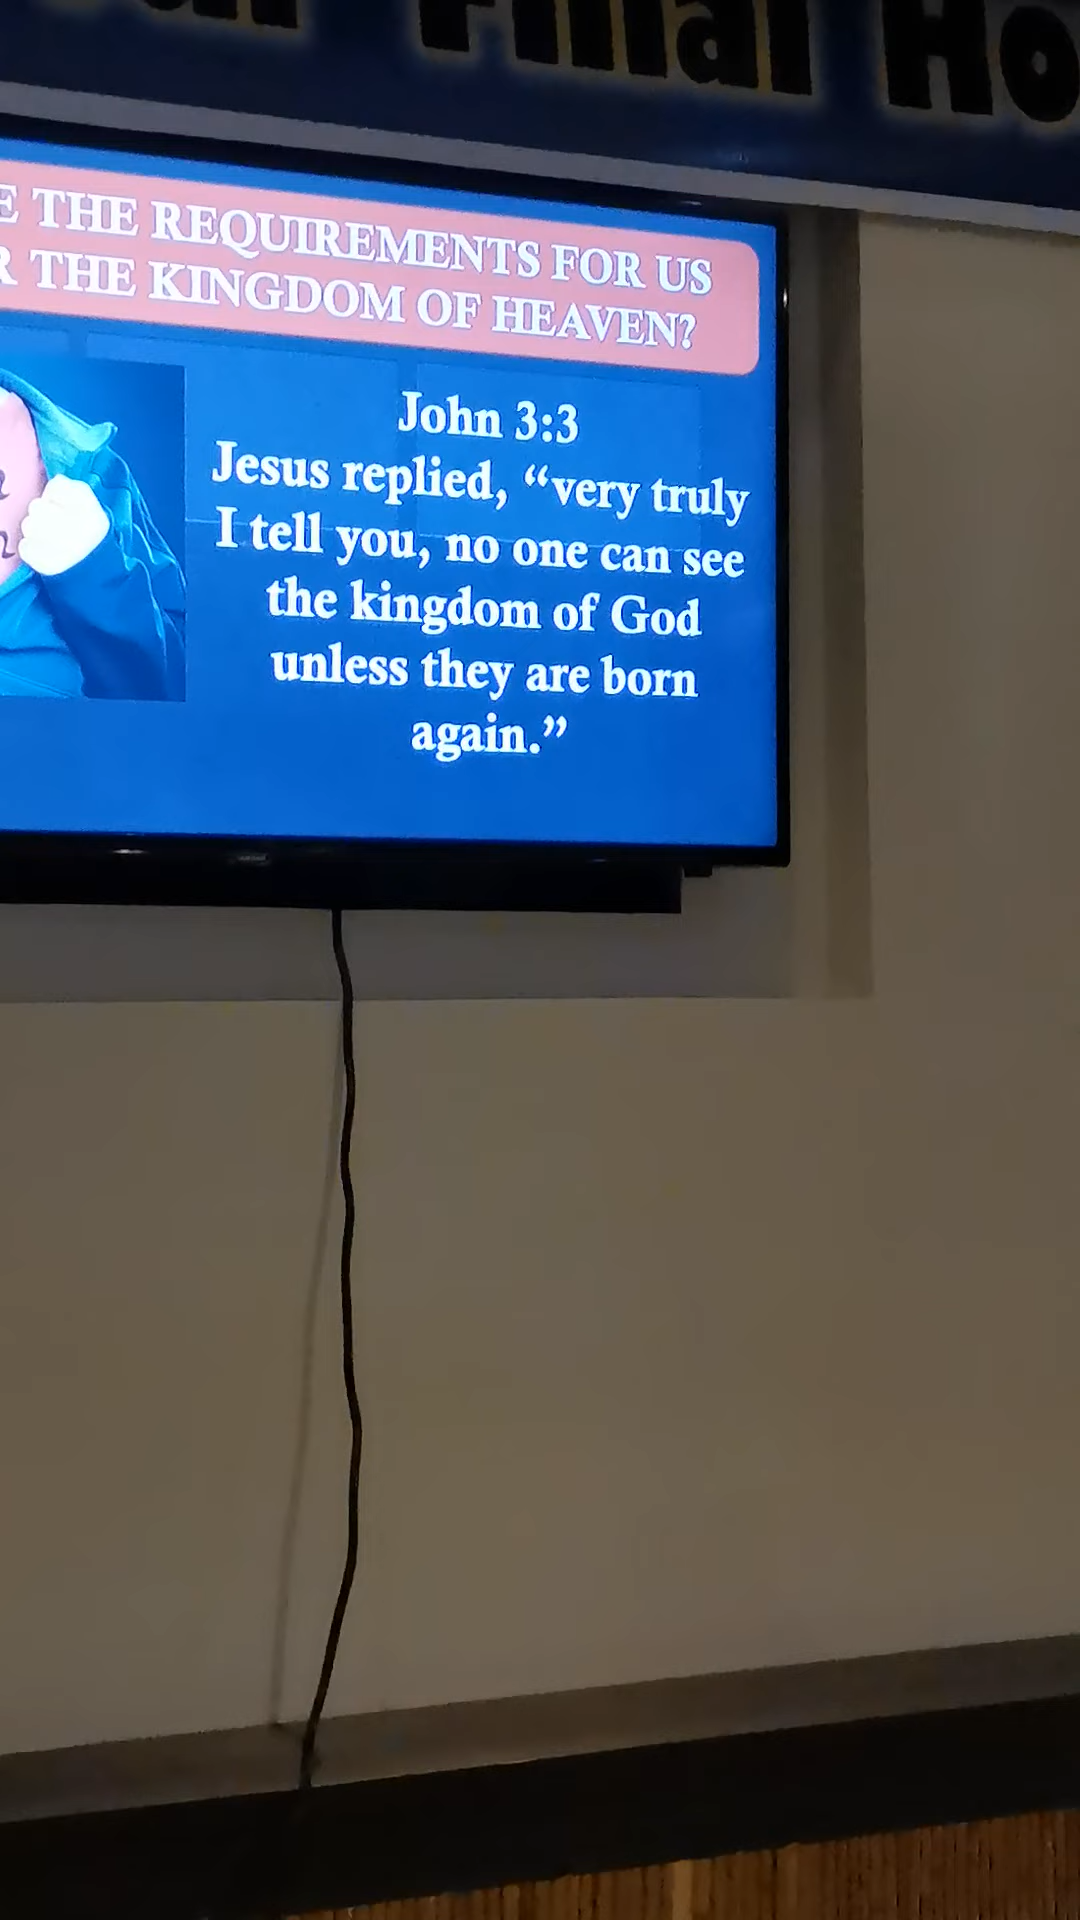 Final
THE REQUIREMENTS FOR US
THE KINGDOM OF HEAVEN?
John 3:3
Jesus replied, “very truly
I tell you, no one can see
the kingdom of God
unless they are born
again.”